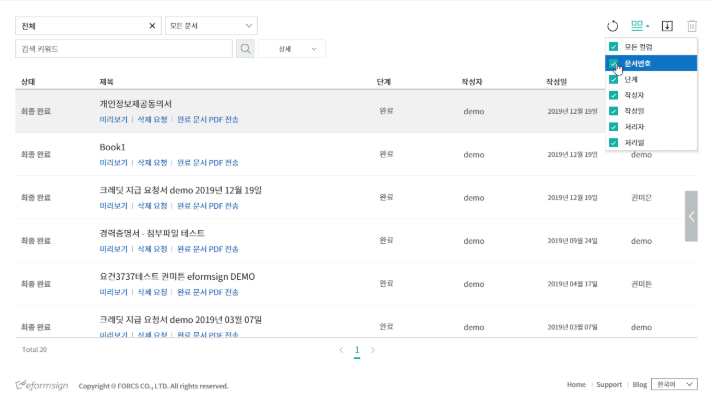 전체
모든 문서
검색 키워드
상세
모든 컬럼
문서번호
단계
작성자
작성일
처리자
처리일
상태 제목 단계 작성자 작성일
최종 완료 개인정보제공동의서 완료 demo 2019년 12월 19일
미리보기 | 삭제 요청 | 완료 문서 PDF 전송
최종 완료 Book1 완료 demo 2019년 12월 19일 demo
미리보기 | 삭제 요청 | 완료 문서 PDF 전송
최종 완료 크레딧 지급 요청서 demo 2019년 12월 19일 완료 demo 2019년 12월 19일 권미은
미리보기 | 삭제 요청 | 완료 문서 PDF 전송
최종 완료 경력증명서 - 첨부파일 테스트 완료 demo 2019년 09월 24일 demo
미리보기 | 삭제 요청 | 완료 문서 PDF 전송
최종 완료 요건3737테스트 권미튼 eformsign DEMO 완료 demo 2019년 04월 17일 권미튼
미리보기 | 삭제 요청 | 완료 문서 PDF 전송
최종 완료 크레딧 지급 요청서 demo 2019년 03월 07일 완료 demo 2019년 03월 07일 demo
미리보기 | 삭제 요청 | 완료 문서 PDF 전송
Total 20
1
eformsign Copyright © FORCS CO., LTD. All rights reserved.
Home | Support | Blog 한국어